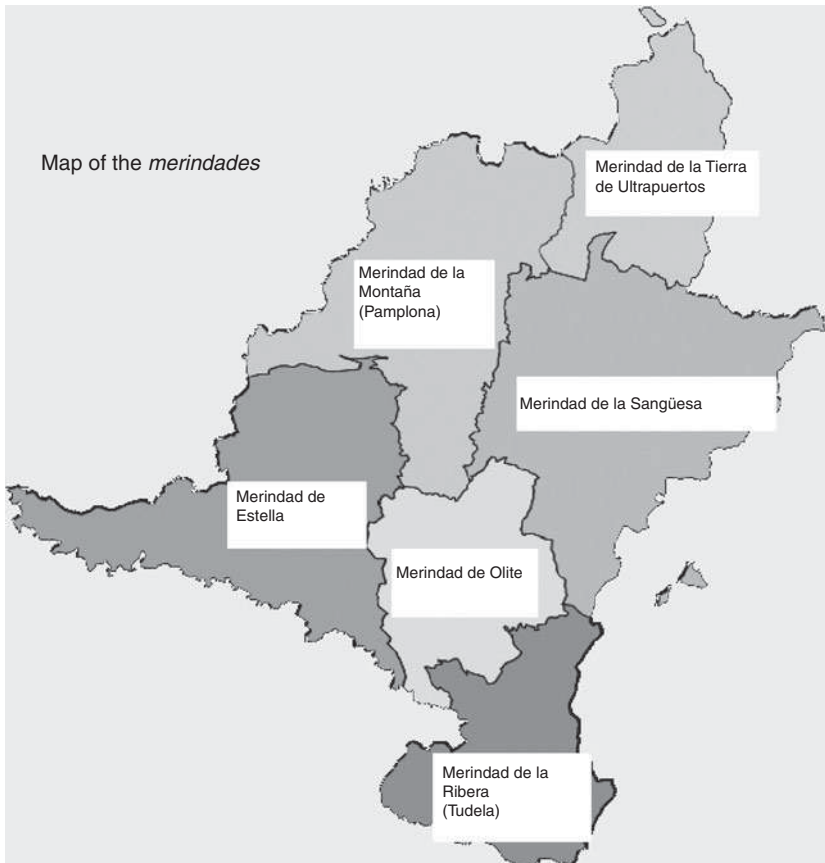 Map of the merindades
Merindad de la Tierra
de Ultrapuertos
Merindad de la
Montaña
(Pamplona)
Merindad de la Sangüesa
Merindad de
Estella
Merindad de Olite
Merindad de la
Ribera
(Tudela)